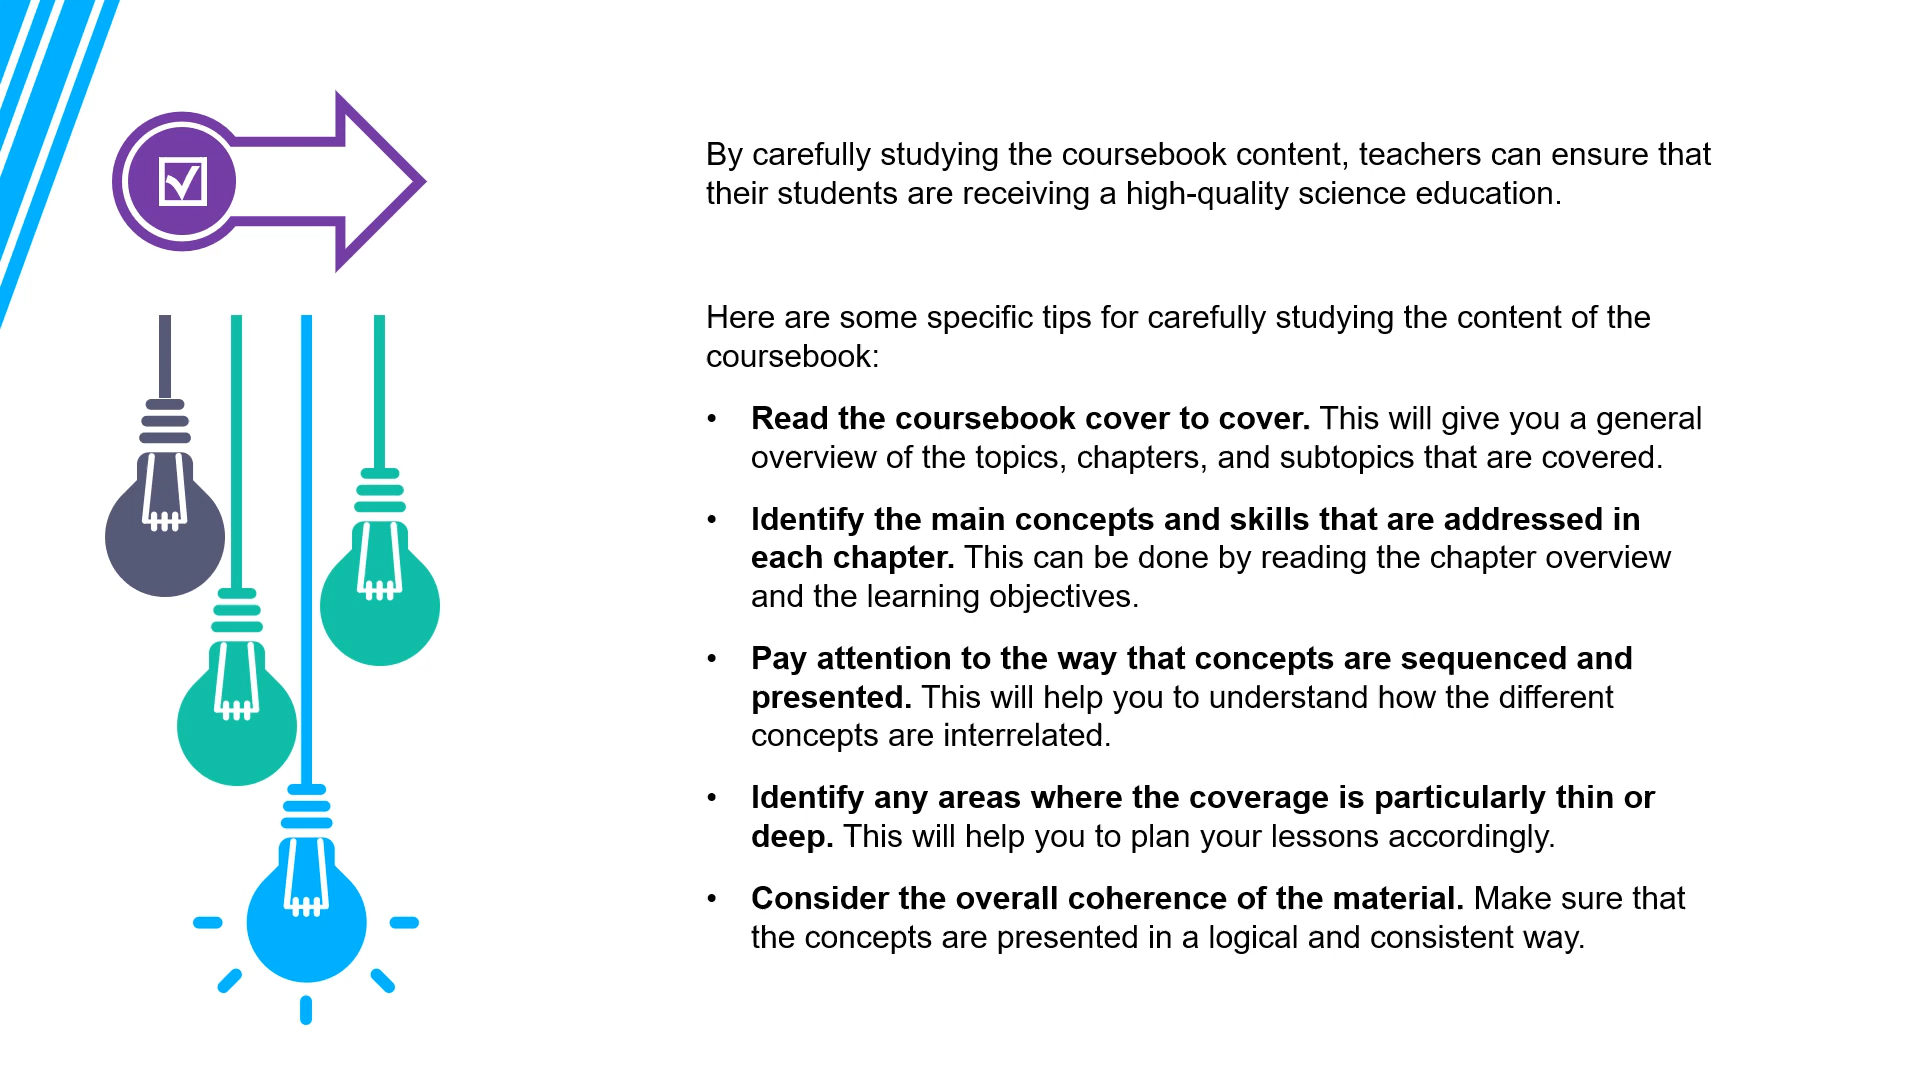 By carefully studying the coursebook content, teachers can ensure that
their students are receiving a high-quality science education.
Here are some specific tips for carefully studying the content of the
coursebook:
• Read the coursebook cover to cover. This will give you a general
overview of the topics, chapters, and subtopics that are covered.
• Identify the main concepts and skills that are addressed in
each chapter. This can be done by reading the chapter overview
and the learning objectives.
• Pay attention to the way that concepts are sequenced and
presented. This will help you to understand how the different
concepts are interrelated.
• Identify any areas where the coverage is particularly thin or
deep. This will help you to plan your lessons accordingly.
• Consider the overall coherence of the material. Make sure that
the concepts are presented in a logical and consistent way.